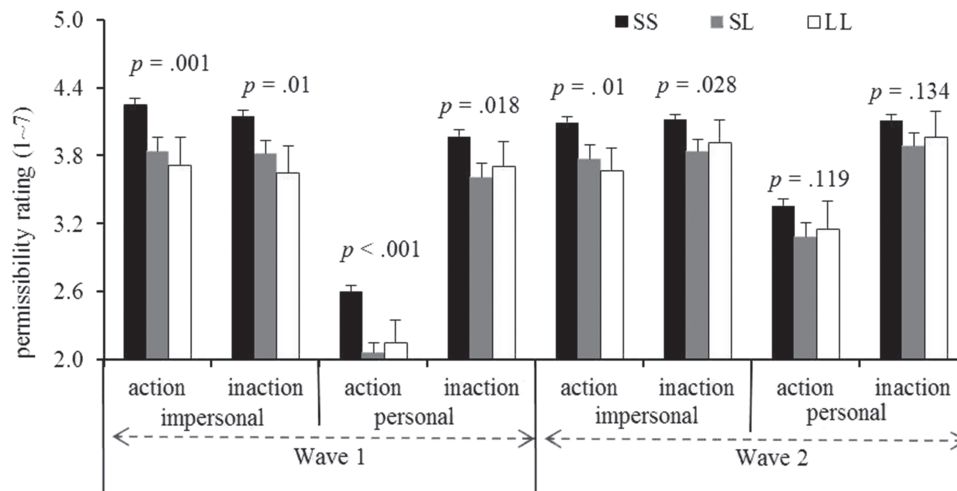 5.0
SS SL LL
p = .001
p = .01
p = .018
p = . 01
p = .028
p = .134
4.4
3.8
p = .119
3.2
p < .001
2.6
2.0
permissibility rating (1~7)
action inaction action inaction action inaction action inaction
impersonal personal impersonal personal
Wave 1 Wave 2